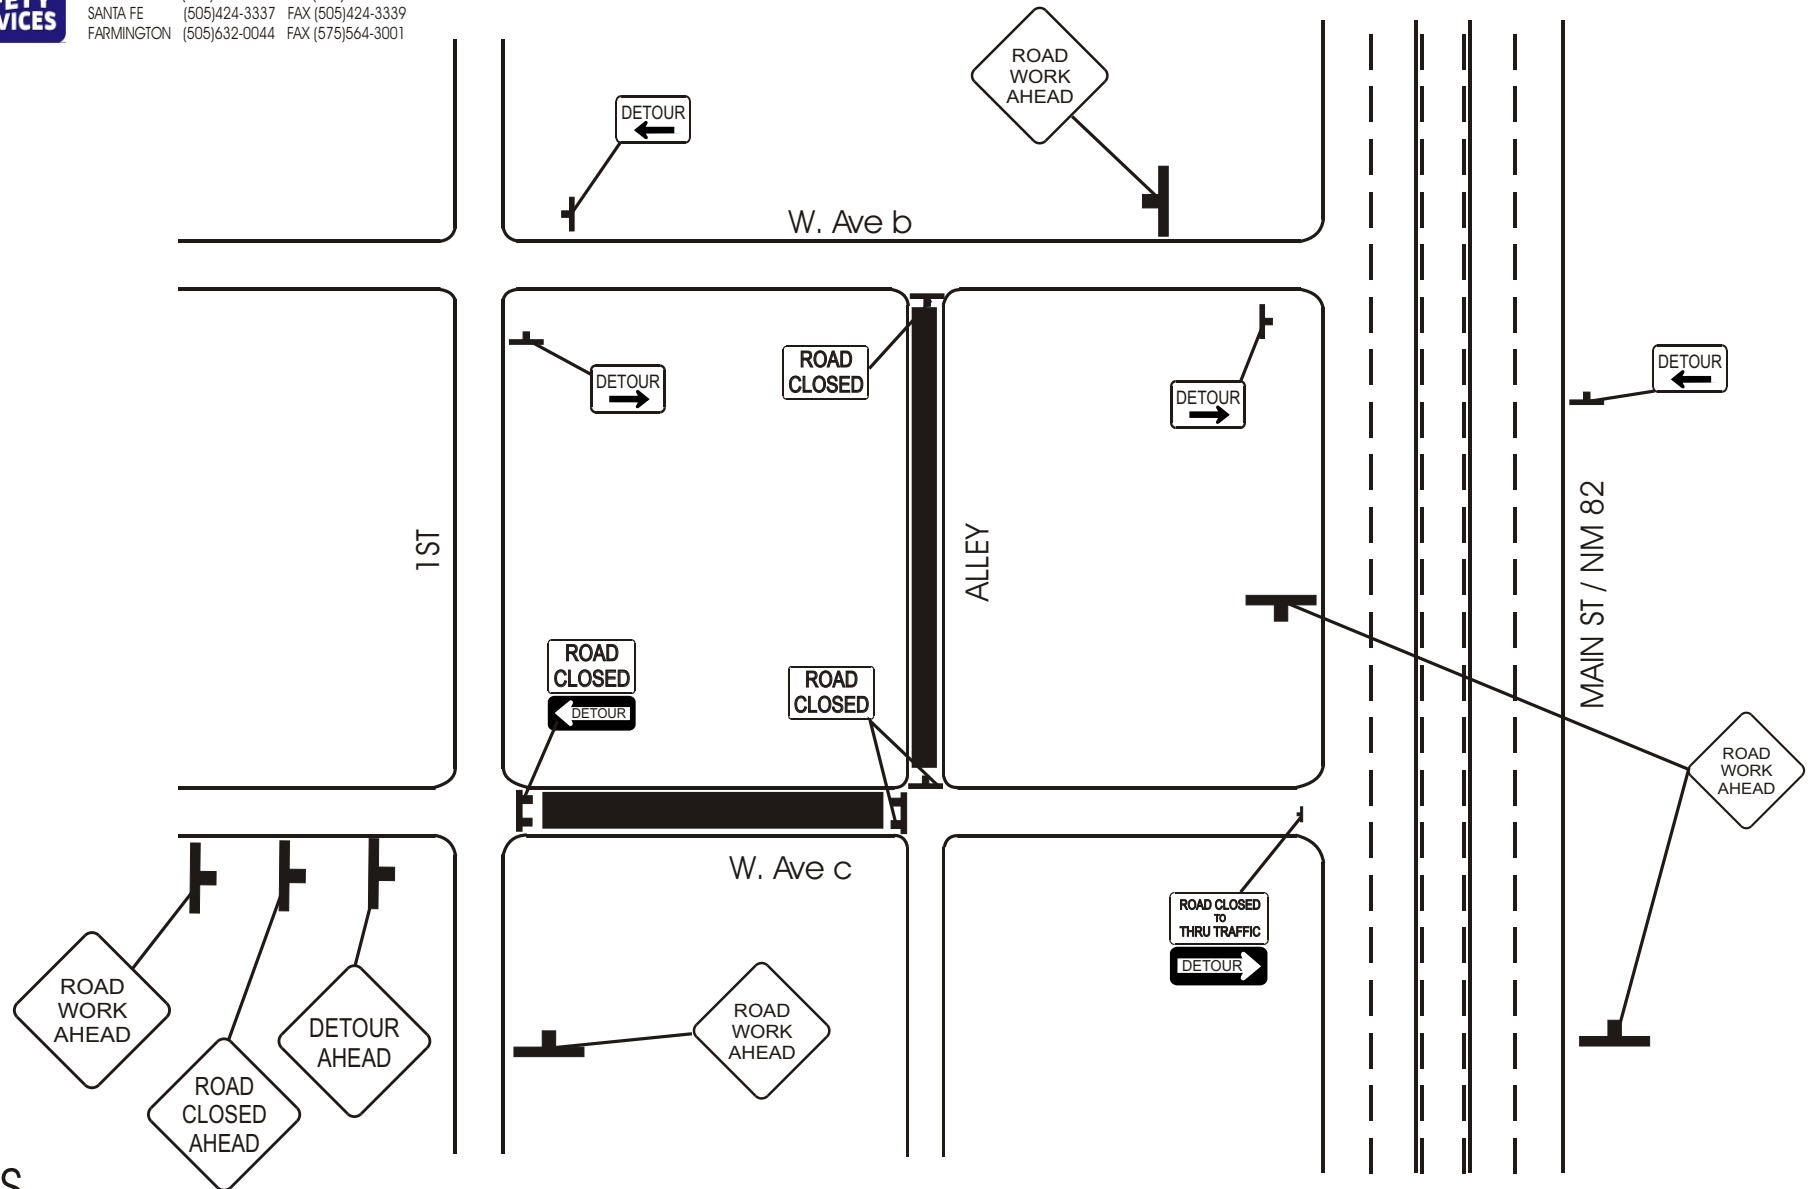 SANTA FE (505)424-3337 FAX (505)424-3339
FARMINGTON (505)632-0044 FAX (575)564-3001
ROAD
WORK
AHEAD
DETOUR
W. Ave b
ROAD
CLOSED
DETOUR
DETOUR
DETOUR
1ST
ALLEY
MAIN ST / NM 82
ROAD
CLOSED
DETOUR
ROAD
CLOSED
ROAD
WORK
AHEAD
W. Ave c
ROAD CLOSED
TO
THRU TRAFFIC
DETOUR
ROAD
WORK
AHEAD
DETOUR
AHEAD
ROAD
CLOSED
AHEAD
ROAD
WORK
AHEAD